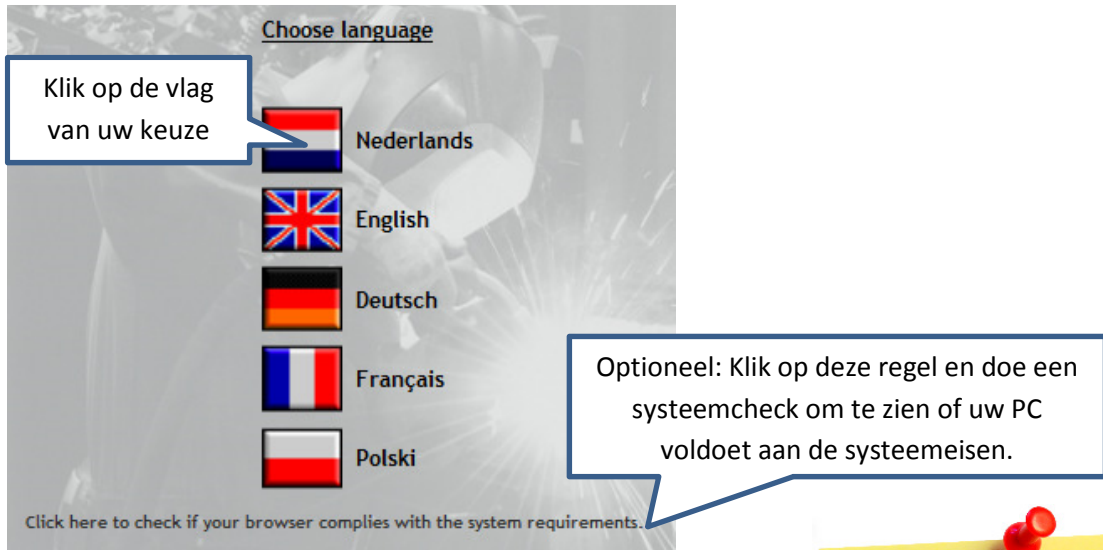 Choose language
Klik op de vlag
van uw keuze
Nederlands
English
Deutsch
Français
Polski
Optioneel: Klik op deze regel en doe een
systeemcheck om te zien of uw PC
voldoet aan de systeemeisen.
Click here to check if your browser complies with the system requirements.